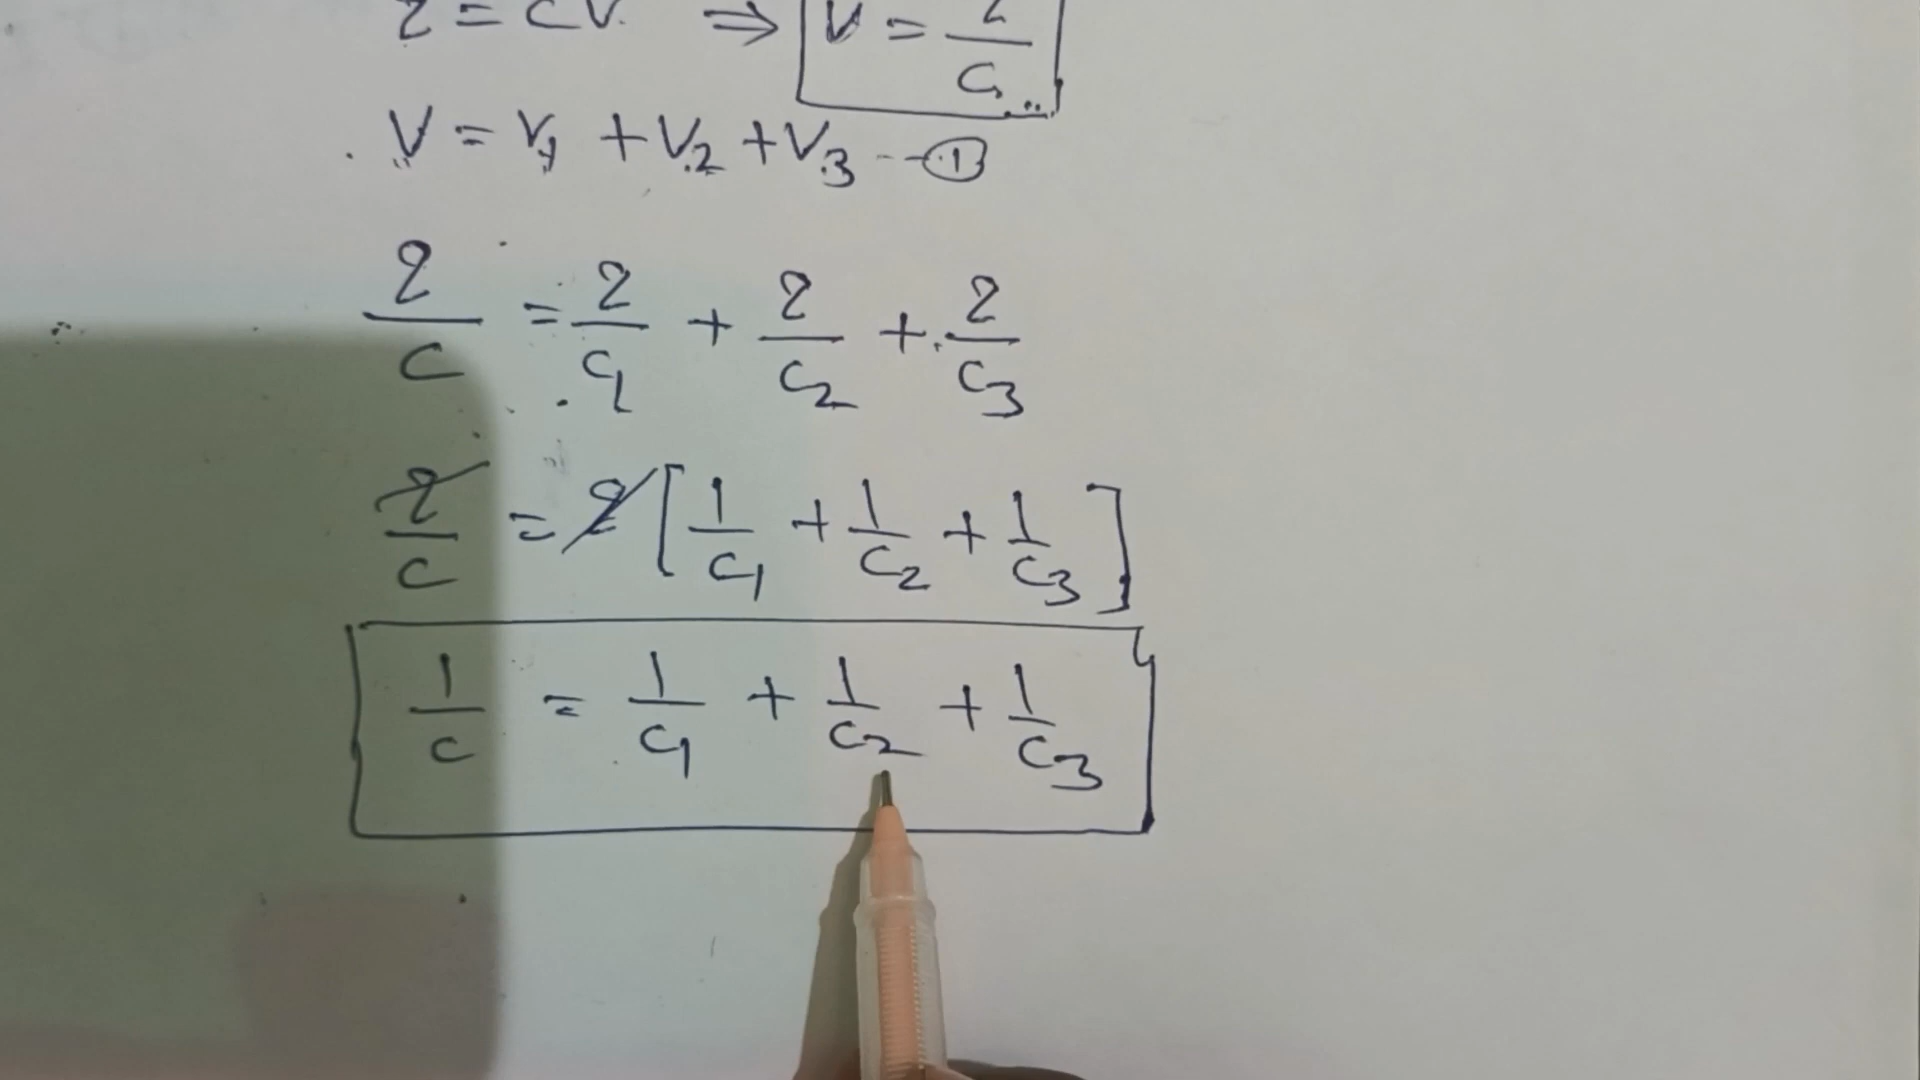 q = CV. ⇒ V = q/C
V = V1 + V2 + V3 --- ①
q/C = q/C1 + q/C2 + q/C3
q/C = q [1/C1 + 1/C2 + 1/C3]
1/C = 1/C1 + 1/C2 + 1/C3